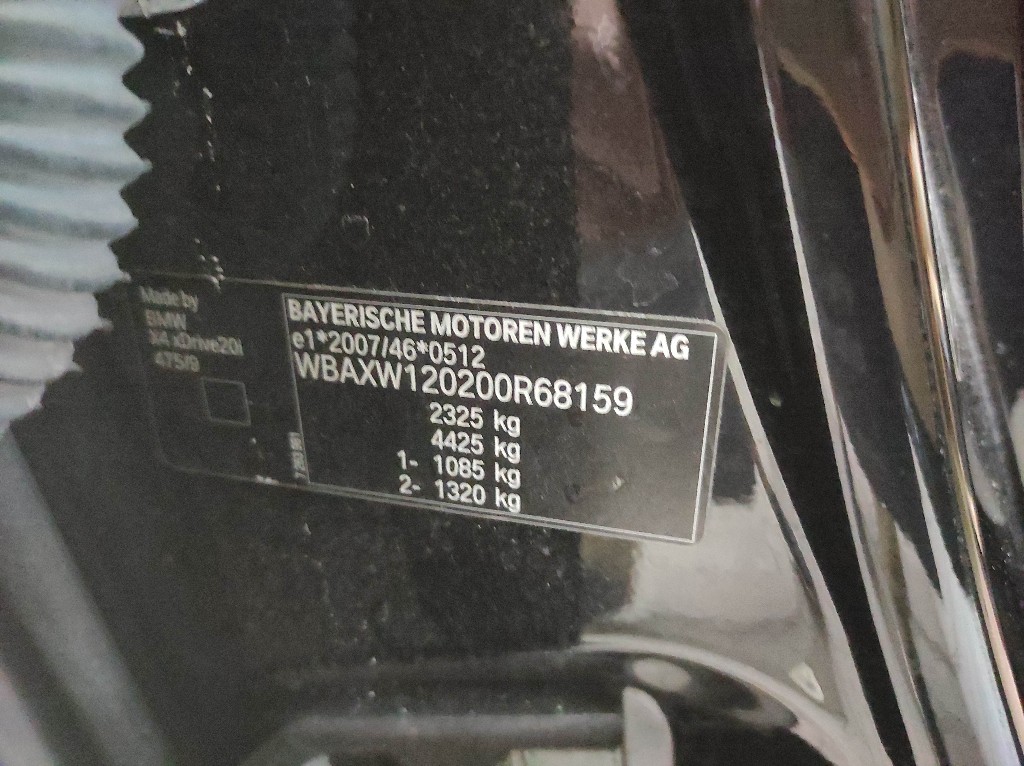 Made by
BMW
3A xDrive20i
475/9
BAYERISCHE MOTOREN WERKE AG
e1*2007/46*0512
WBAXW120200R68159
2325 kg
4425 kg
1- 1085 kg
2- 1320 kg